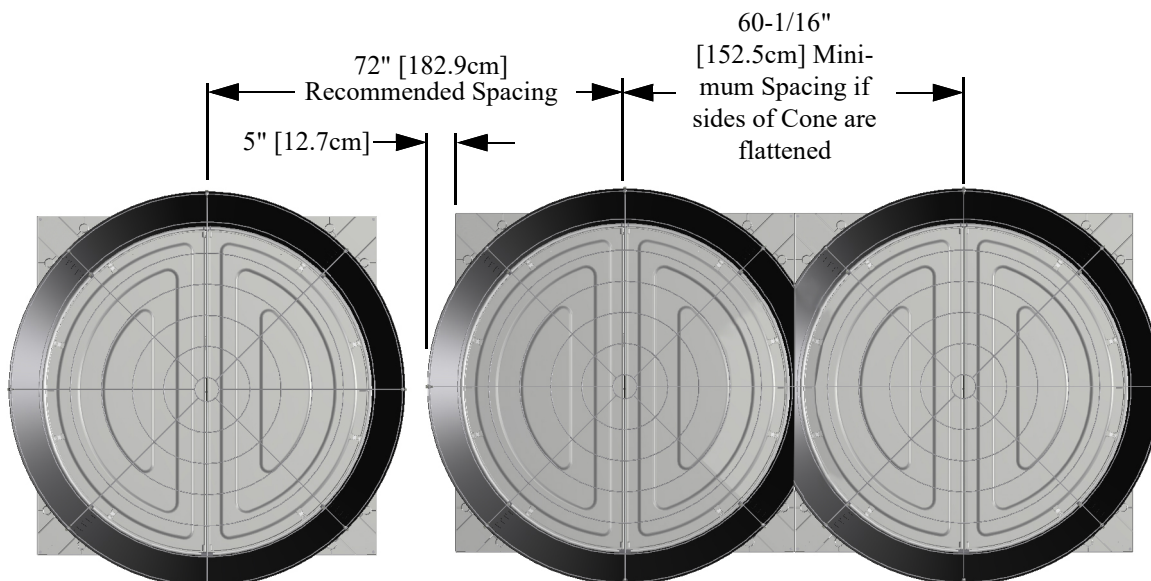 72" [182.9cm]
Recommended Spacing
5" [12.7cm]
60-1/16"
[152.5cm] Mini-
mum Spacing if
sides of Cone are
flattened